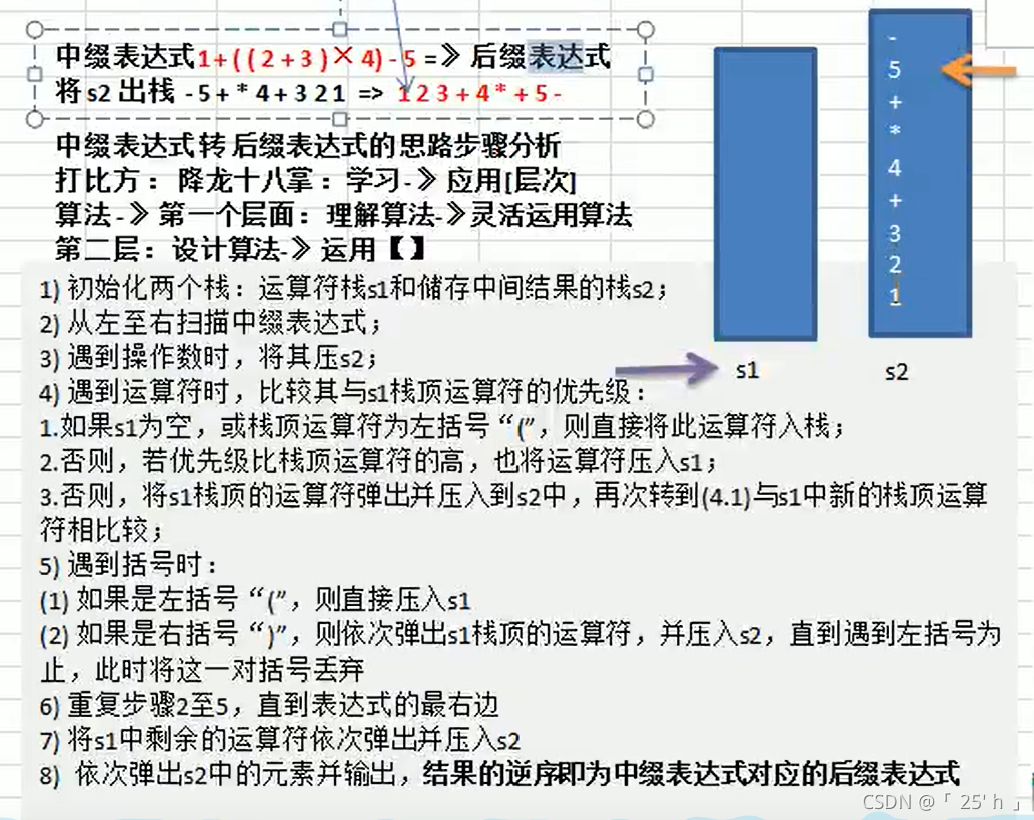 中缀表达式1+((2+3)×4)-5 =》后缀表达式
将s2出栈 -5+*4+321 => 123+4*+5-
中缀表达式转后缀表达式的思路步骤分析
打比方：降龙十八掌：学习-》应用[层次]
算法-》第一个层面：理解算法-》灵活运用算法
第二层：设计算法-》运用【】
1) 初始化两个栈：运算符栈s1和储存中间结果的栈s2；
2) 从左至右扫描中缀表达式；
3) 遇到操作数时，将其压s2；
4) 遇到运算符时，比较其与s1栈顶运算符的优先级：
1.如果s1为空，或栈顶运算符为左括号“(”，则直接将此运算符入栈；
2.否则，若优先级比栈顶运算符的高，也将运算符压入s1；
3.否则，将s1栈顶的运算符弹出并压入到s2中，再次转到(4.1)与s1中新的栈顶运算
符相比较；
5) 遇到括号时：
(1) 如果是左括号“(”，则直接压入s1
(2) 如果是右括号“)”，则依次弹出s1栈顶的运算符，并压入s2，直到遇到左括号为
止，此时将这一对括号丢弃
6) 重复步骤2至5，直到表达式的最右边
7) 将s1中剩余的运算符依次弹出并压入s2
8) 依次弹出s2中的元素并输出，结果的逆序即为中缀表达式对应的后缀表达式
-
5
+
*
4
+
3
2
1
s1
s2
CSDN @「 25' h 」